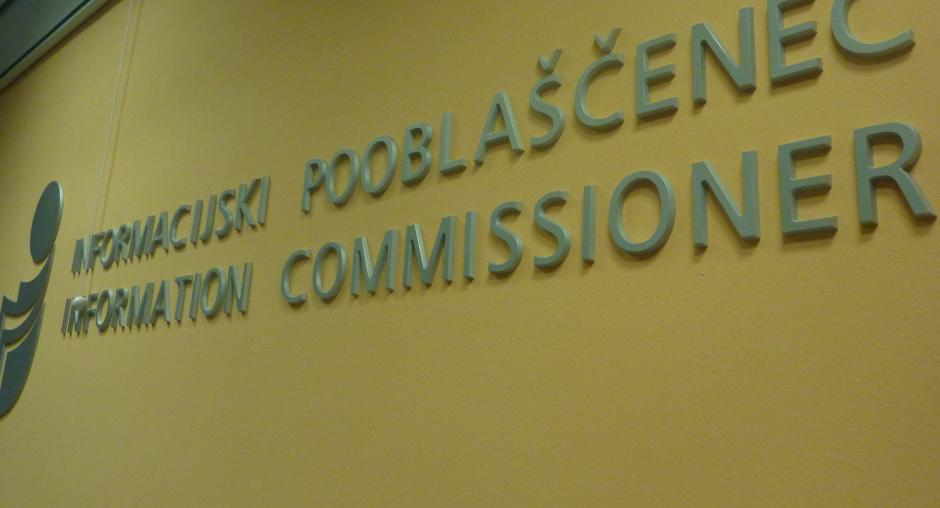 INFORMACIJSKI POOBLAŠČENEC
INFORMATION COMMISSIONER